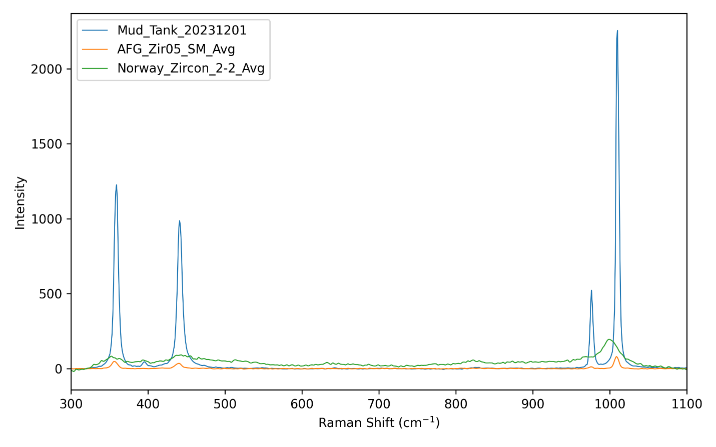 Mud_Tank_20231201
AFG_Zir05_SM_Avg
Norway_Zircon_2-2_Avg
2000
1500
1000
500
0
Intensity
300 400 500 600 700 800 900 1000 1100
Raman Shift (cm⁻¹)